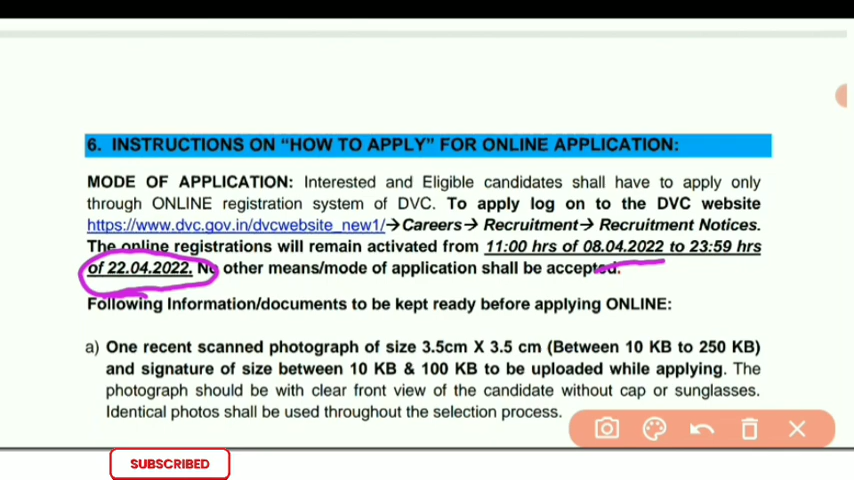 6. INSTRUCTIONS ON “HOW TO APPLY” FOR ONLINE APPLICATION:
MODE OF APPLICATION: Interested and Eligible candidates shall have to apply only
through ONLINE registration system of DVC. To apply log on to the DVC website
https://www.dvc.gov.in/dvcwebsite_new1/→Careers→ Recruitment→ Recruitment Notices.
The online registrations will remain activated from 11:00 hrs of 08.04.2022 to 23:59 hrs
of 22.04.2022. No other means/mode of application shall be accepted.
Following Information/documents to be kept ready before applying ONLINE:
a) One recent scanned photograph of size 3.5cm X 3.5 cm (Between 10 KB to 250 KB)
and signature of size between 10 KB & 100 KB to be uploaded while applying. The
photograph should be with clear front view of the candidate without cap or sunglasses.
Identical photos shall be used throughout the selection process.
SUBSCRIBED